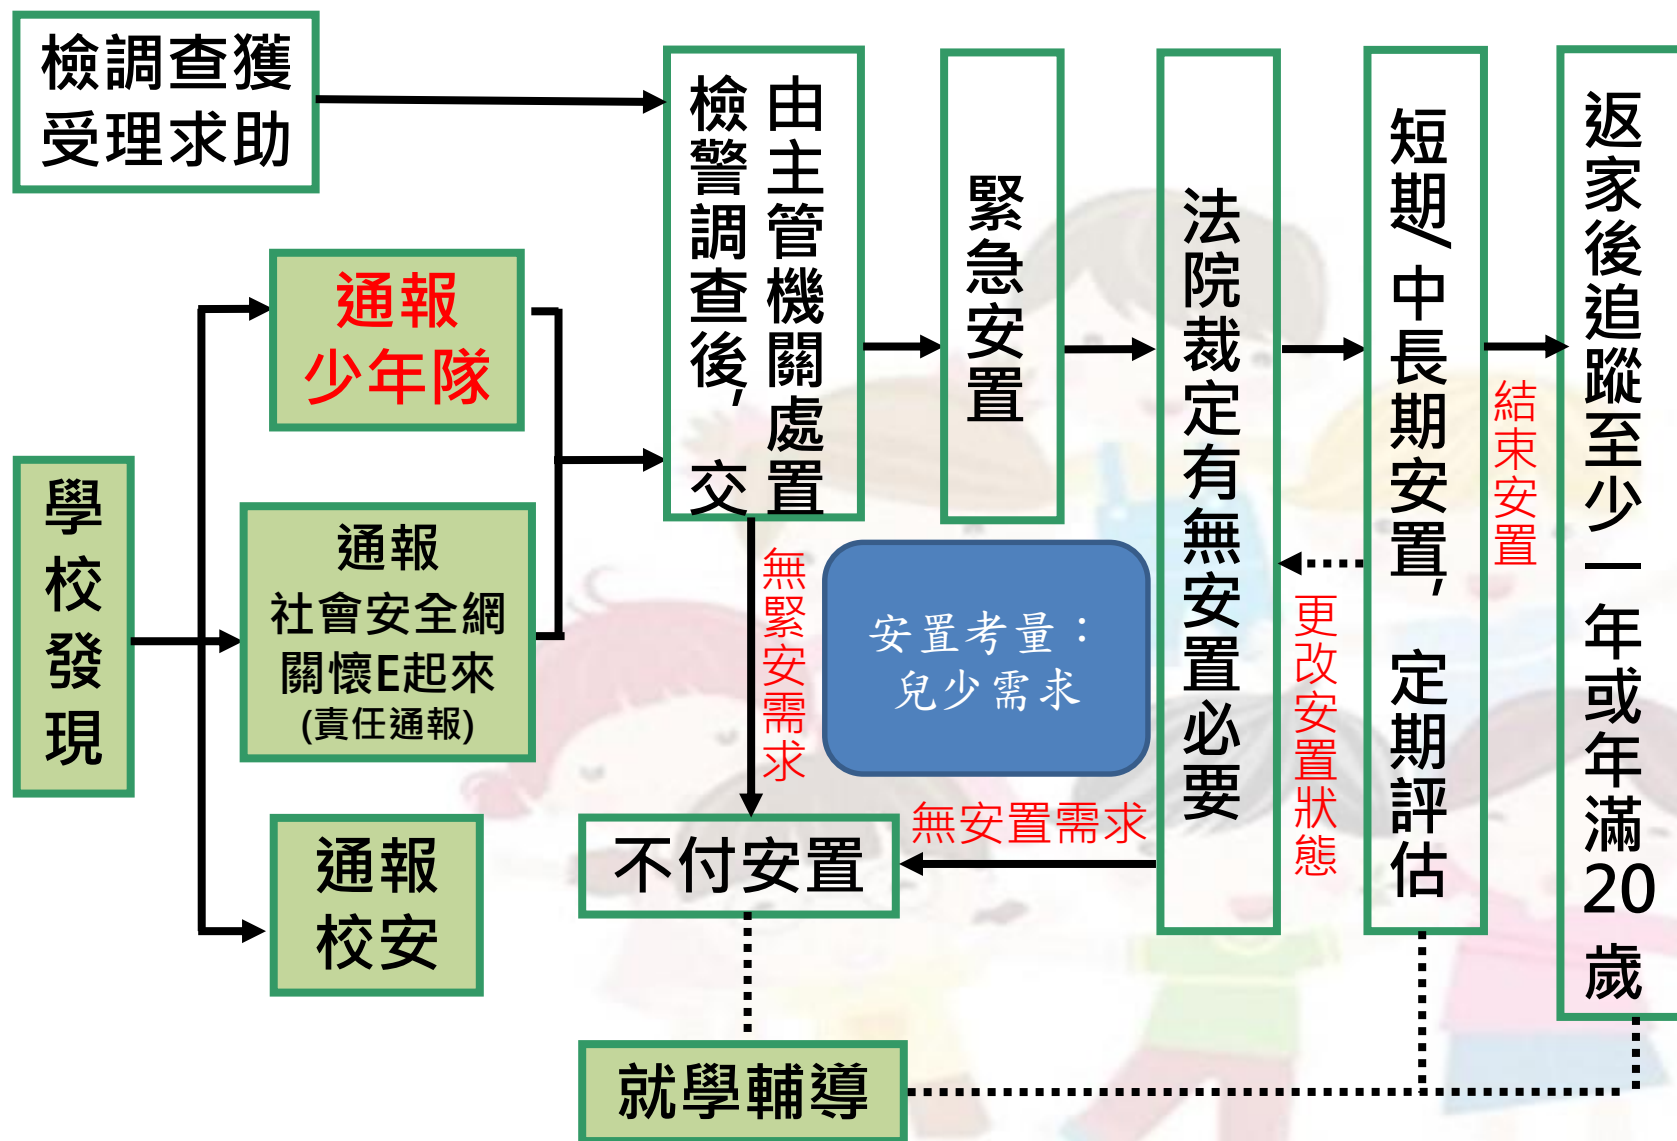 檢調查獲
受理求助
學校發現
通報
少年隊
通報
社會安全網
關懷E起來
(責任通報)
通報
校安
檢警調查後,交
由主管機關處置
無緊安需求
不付安置
就學輔導
緊急安置
安置考量：
兒少需求
法院裁定有無安置必要
無安置需求
短期/中長期安置,定期評估
更改安置狀態
結束安置
返家後追蹤至少一年或年滿20歲